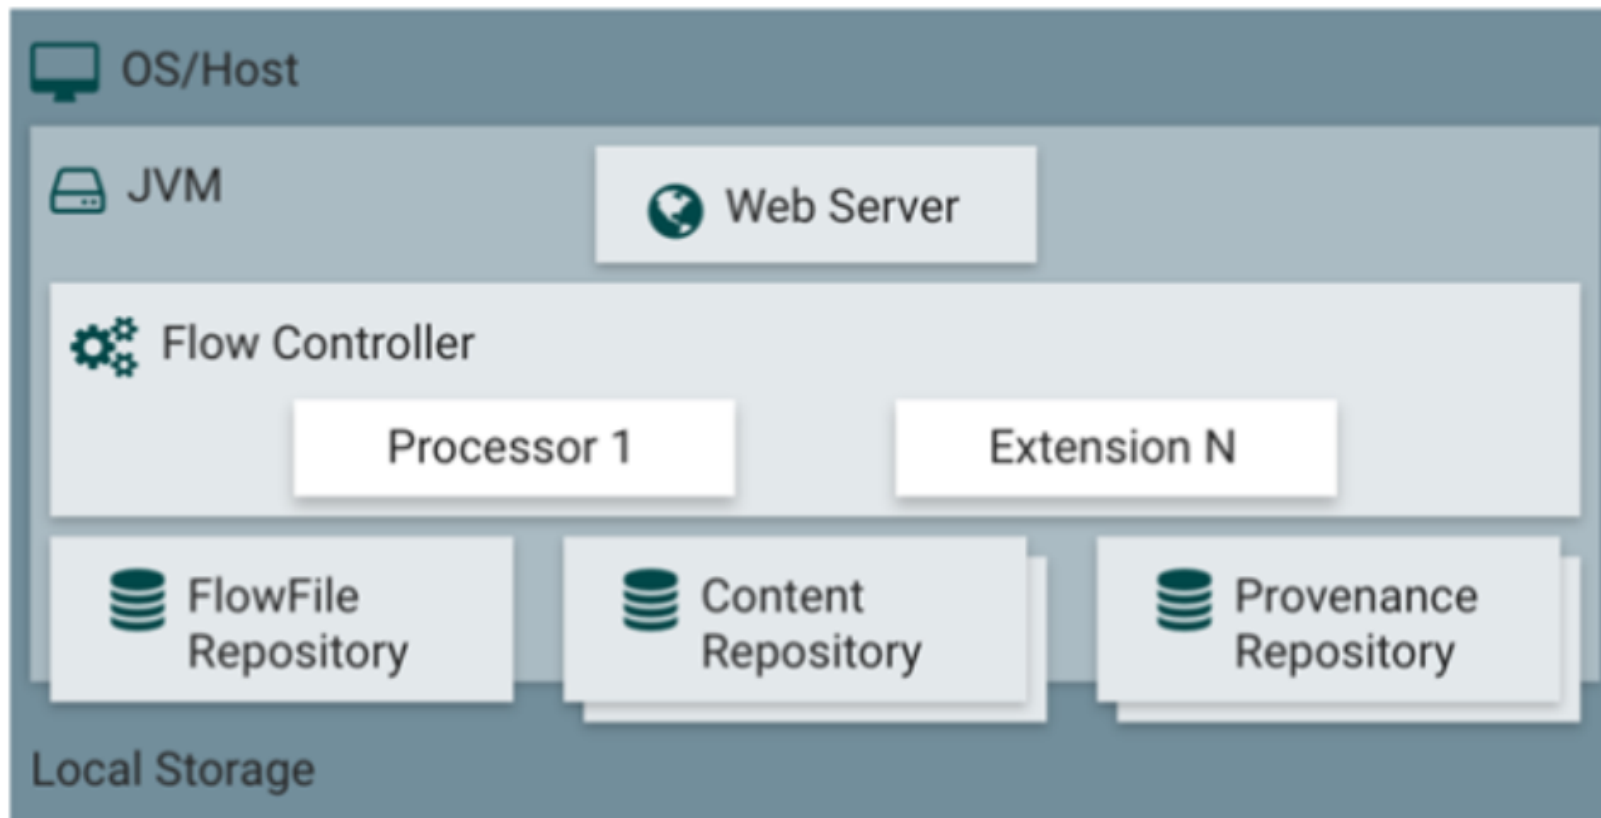 OS/Host
JVM
Web Server
Flow Controller
Processor 1
Extension N
FlowFile
Repository
Content
Repository
Provenance
Repository
Local Storage